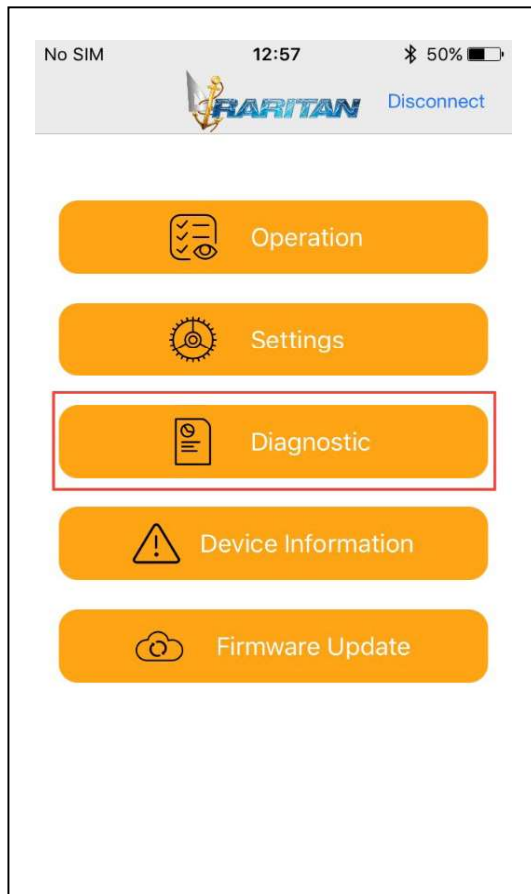 No SIM 12:57 50%
RARITAN Disconnect
Operation
Settings
Diagnostic
Device Information
Firmware Update